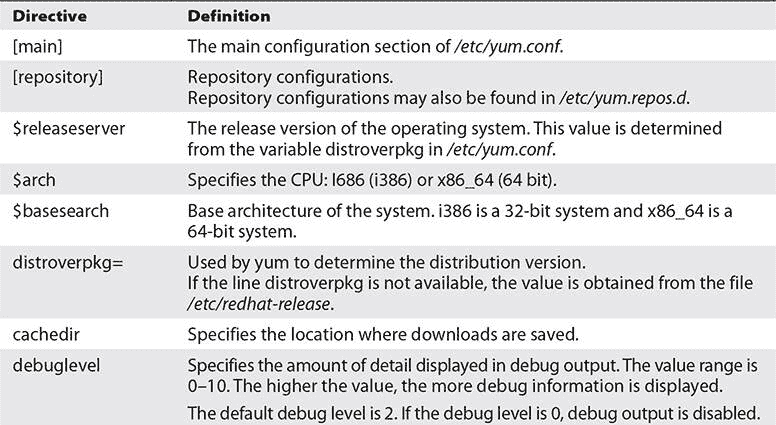 Directive Definition
[main] The main configuration section of /etc/yum.conf.
[repository] Repository configurations.
Repository configurations may also be found in /etc/yum.repos.d.
$releaseserver The release version of the operating system. This value is determined
from the variable distroverpkg in /etc/yum.conf.
$arch Specifies the CPU: I686 (i386) or x86_64 (64 bit).
$basesearch Base architecture of the system. i386 is a 32-bit system and x86_64 is a
64-bit system.
distroverpkg= Used by yum to determine the distribution version.
If the line distroverpkg is not available, the value is obtained from the file
/etc/redhat-release.
cachedir Specifies the location where downloads are saved.
debuglevel Specifies the amount of detail displayed in debug output. The value range is
0–10. The higher the value, the more debug information is displayed.
The default debug level is 2. If the debug level is 0, debug output is disabled.